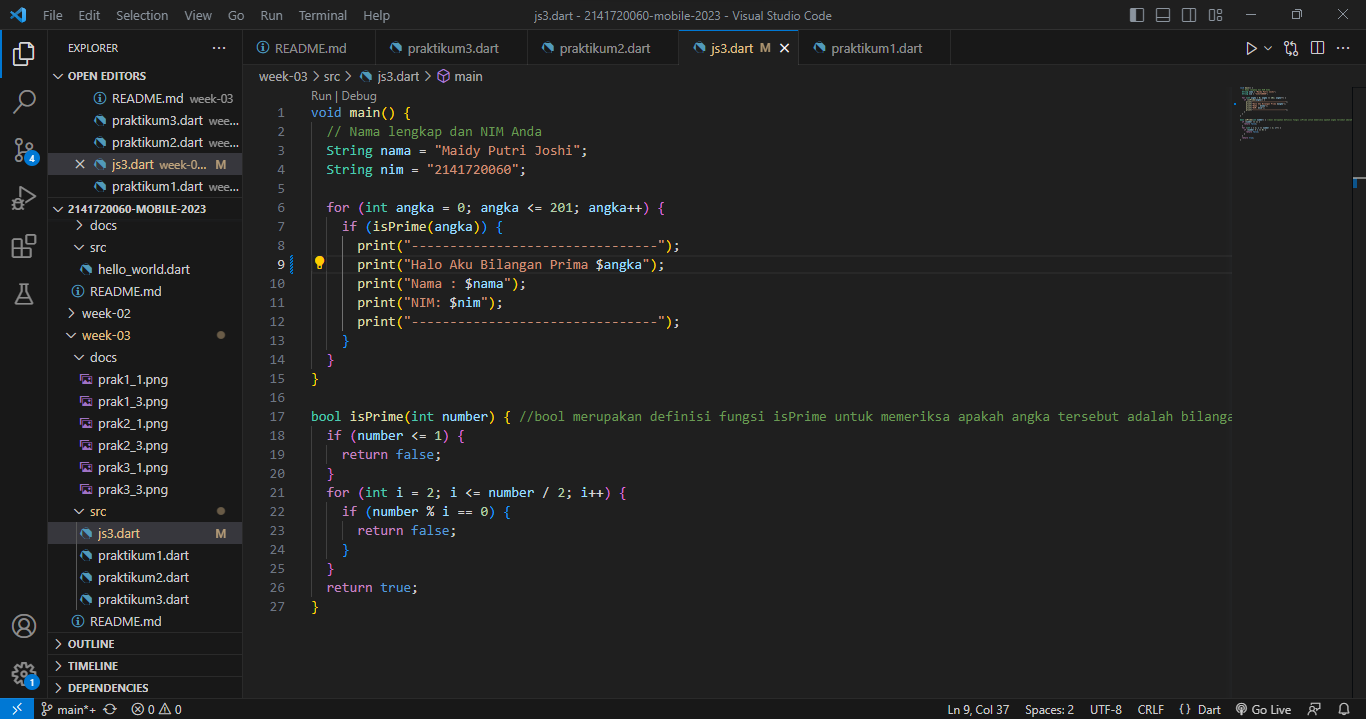 File Edit Selection View Go Run Terminal Help js3.dart - 2141720060-mobile-2023 - Visual Studio Code
EXPLORER
OPEN EDITORS
README.md week-03
praktikum3.dart wee...
praktikum2.dart wee...
js3.dart week-0... M
praktikum1.dart wee...
2141720060-MOBILE-2023
docs
src
hello_world.dart
README.md
week-02
week-03
docs
prak1_1.png
prak1_3.png
prak2_1.png
prak2_3.png
prak3_1.png
prak3_3.png
src
js3.dart M
praktikum1.dart
praktikum2.dart
praktikum3.dart
README.md
OUTLINE
TIMELINE
DEPENDENCIES
4
1
README.md praktikum3.dart praktikum2.dart js3.dart M praktikum1.dart
week-03 > src > js3.dart > main
Run | Debug
1 void main() {
2 // Nama lengkap dan NIM Anda
3 String nama = "Maidy Putri Joshi";
4 String nim = "2141720060";
5
6 for (int angka = 0; angka <= 201; angka++) {
7 if (isPrime(angka)) {
8 print("--------------------------------");
9 print("Halo Aku Bilangan Prima $angka");
10 print("Nama : $nama");
11 print("NIM: $nim");
12 print("--------------------------------");
13 }
14 }
15 }
16
17 bool isPrime(int number) { //bool merupakan definisi fungsi isPrime untuk memeriksa apakah angka tersebut adalah bilanga
18 if (number <= 1) {
19 return false;
20 }
21 for (int i = 2; i <= number / 2; i++) {
22 if (number % i == 0) {
23 return false;
24 }
25 }
26 return true;
27 }
main*+ 0 0 Ln 9, Col 37 Spaces: 2 UTF-8 CRLF {} Dart Go Live